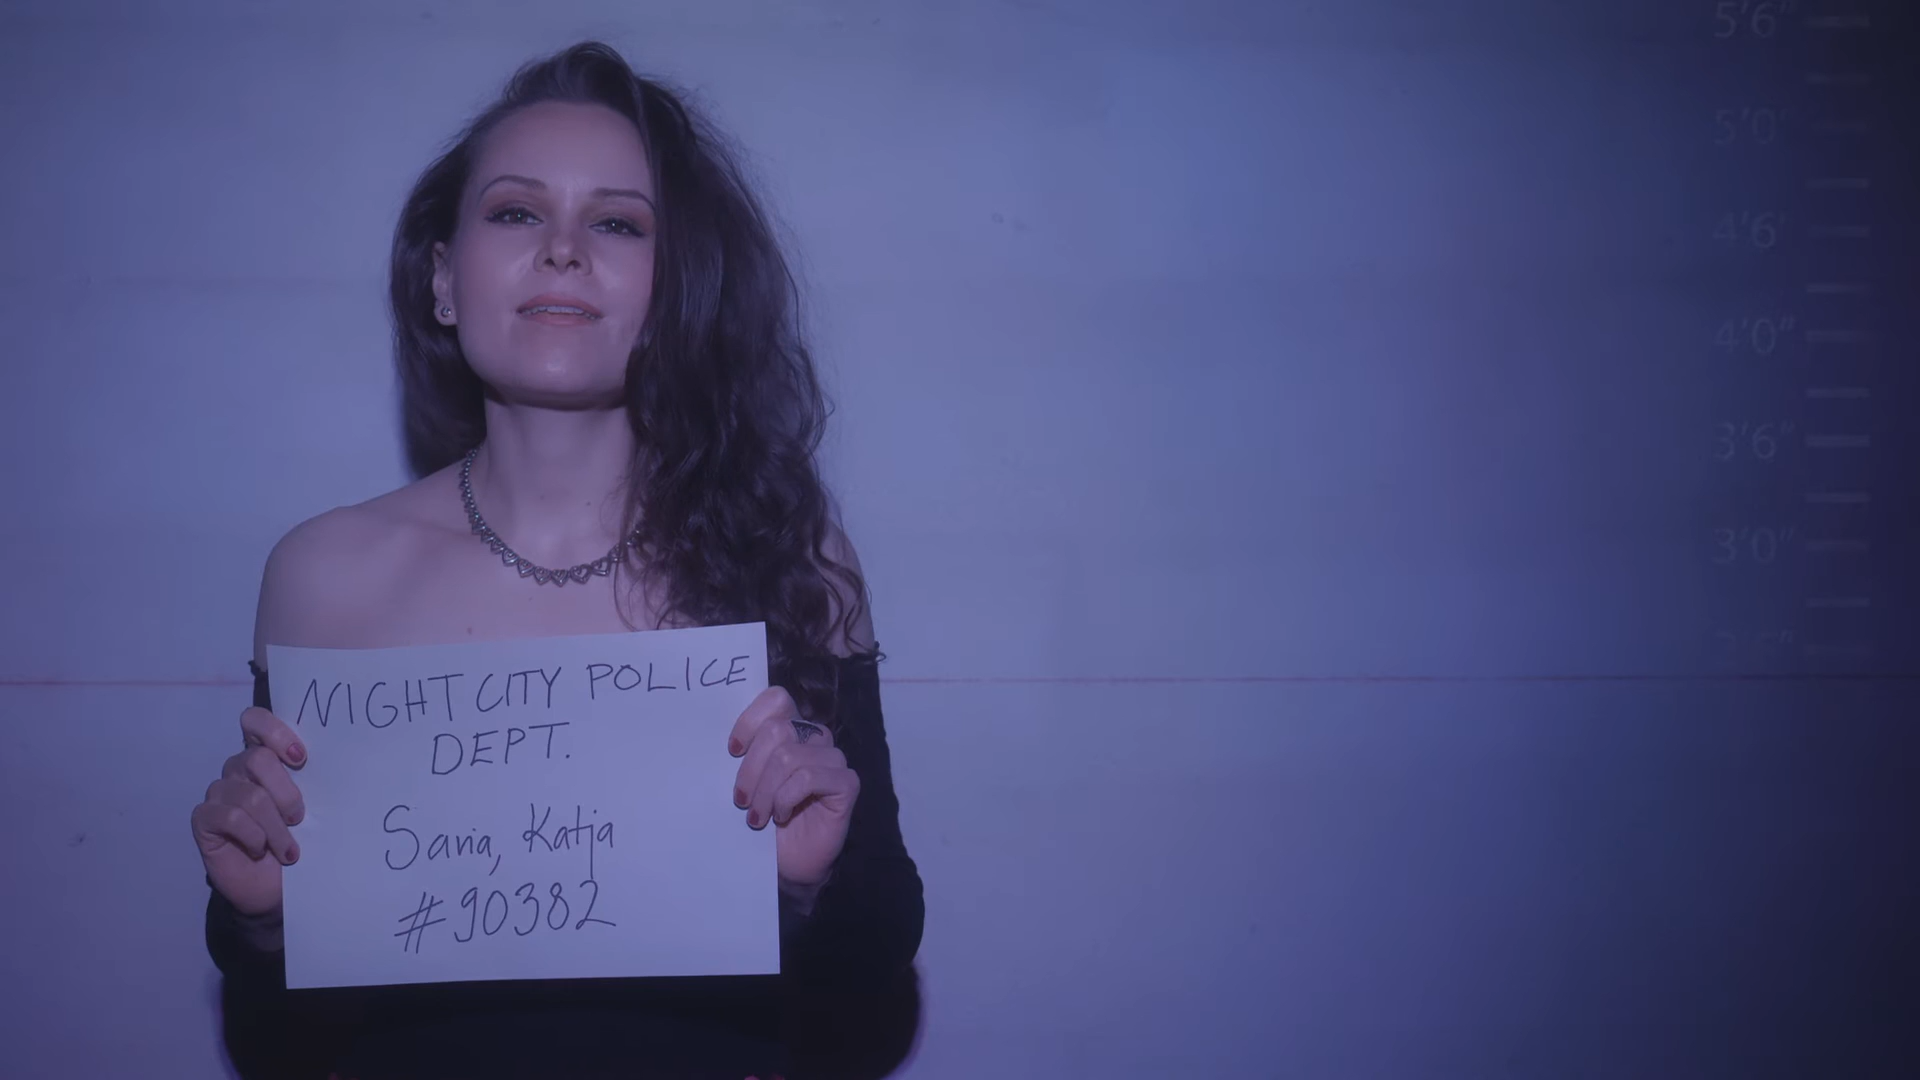 NIGHT CITY POLICE
DEPT.
Saria, Katja
#90382
5'6"
5'0"
4'6"
4'0"
3'6"
3'0"